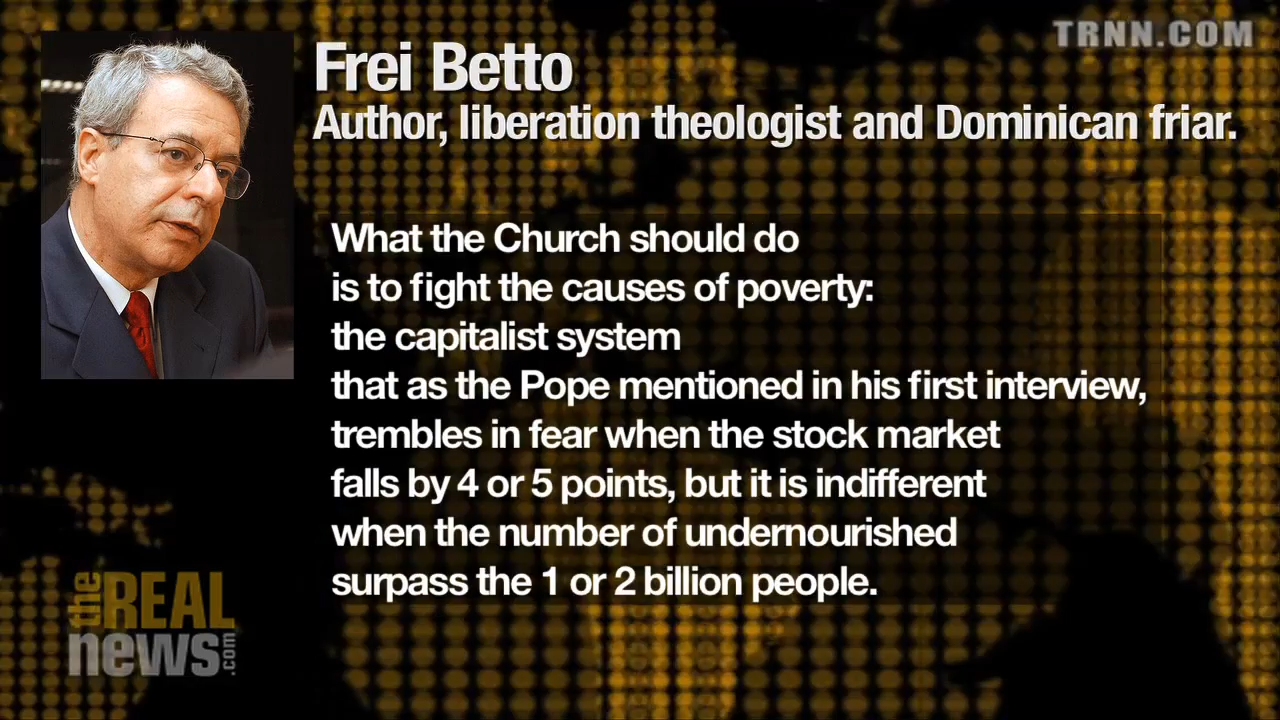 TRNN.COM
Frei Betto
Author, liberation theologist and Dominican friar.
What the Church should do
is to fight the causes of poverty:
the capitalist system
that as the Pope mentioned in his first interview,
trembles in fear when the stock market
falls by 4 or 5 points, but it is indifferent
when the number of undernourished
surpass the 1 or 2 billion people.
the REAL
news.com